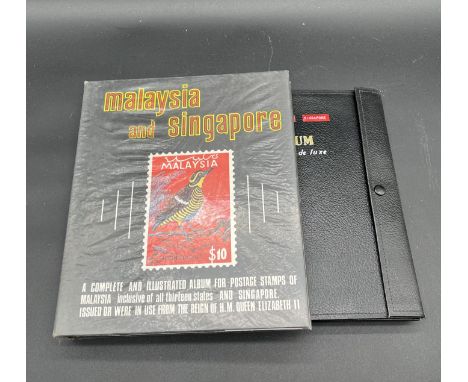 malaysia
and singapore
MALAYSIA
$10
A COMPLETE AND ILLUSTRATED ALBUM FOR POSTAGE STAMPS OF
MALAYSIA inclusive of all thirteen states AND SINGAPORE.
ISSUED OR WERE IN USE FROM THE REIGN OF H.M. QUEEN ELIZABETH II
SINGAPORE
UM
de luxe